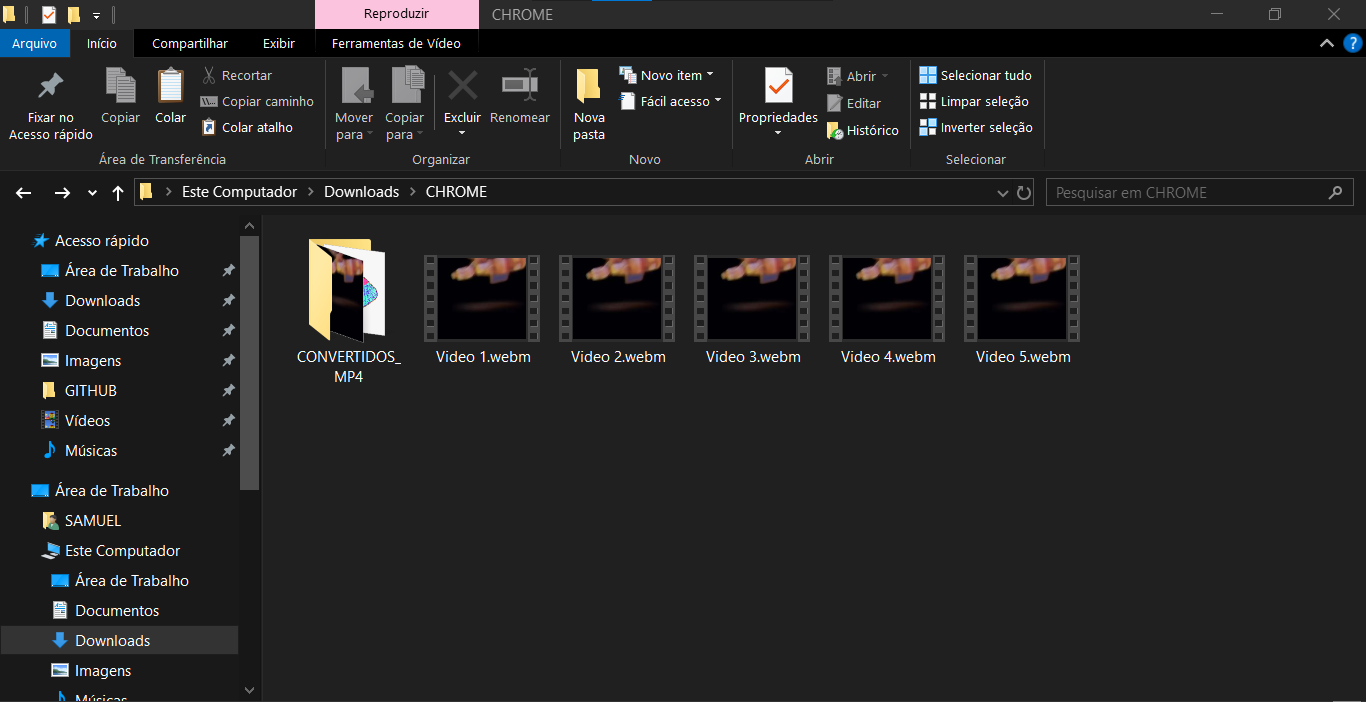 Reproduzir
CHROME
Arquivo
Início
Compartilhar
Exibir
Ferramentas de Vídeo
Fixar no
Acesso rápido
Copiar
Colar
Recortar
Copiar caminho
Colar atalho
Área de Transferência
Mover
para
Copiar
para
Excluir
Renomear
Organizar
Nova
pasta
Novo item
Fácil acesso
Novo
Propriedades
Abrir
Editar
Histórico
Abrir
Selecionar tudo
Limpar seleção
Inverter seleção
Selecionar
Este Computador
Downloads
CHROME
Pesquisar em CHROME
Acesso rápido
Área de Trabalho
Downloads
Documentos
Imagens
GITHUB
Vídeos
Músicas
Área de Trabalho
SAMUEL
Este Computador
Área de Trabalho
Documentos
Downloads
Imagens
Músicas
CONVERTIDOS_
MP4
Video 1.webm
Video 2.webm
Video 3.webm
Video 4.webm
Video 5.webm